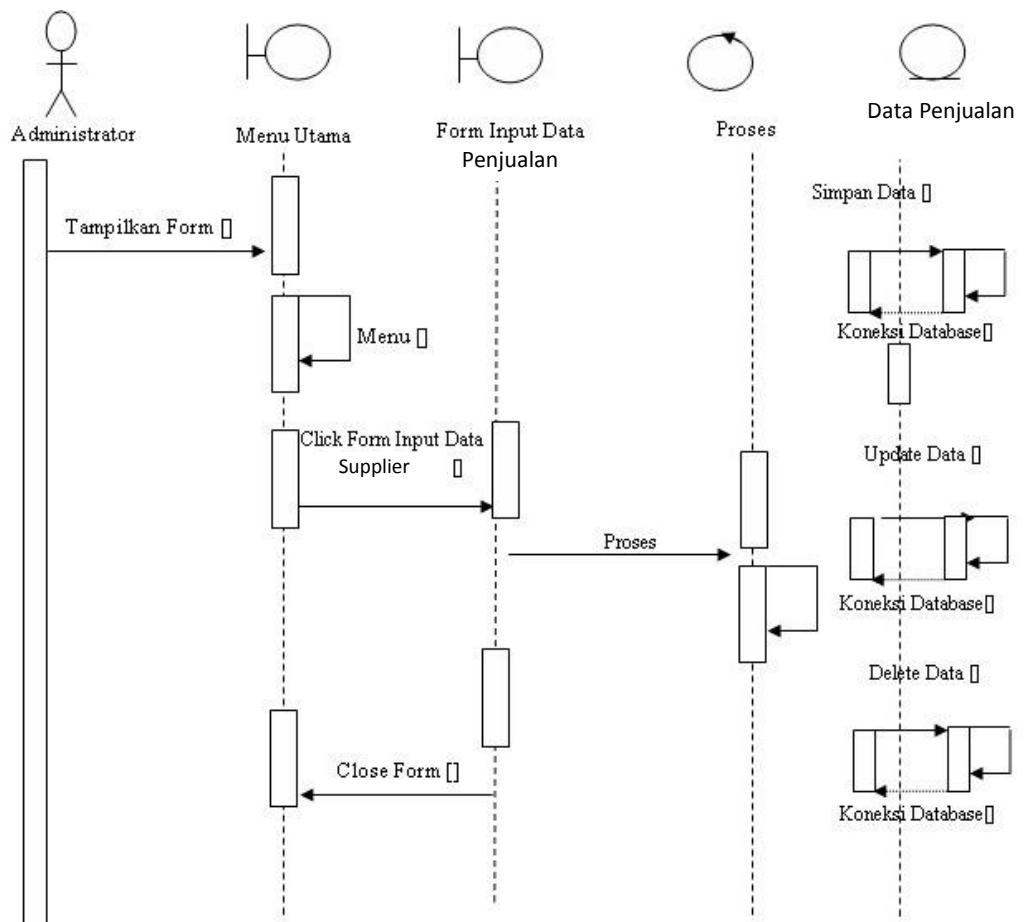 Administrator
Menu Utama
Form Input Data
Penjualan
Proses
Data Penjualan
Simpan Data []
Tampilkan Form []
Koneksi Database[]
Menu []
Click Form Input Data
Supplier []
Update Data []
Proses
Koneksi Database[]
Delete Data []
Close Form []
Koneksi Database[]